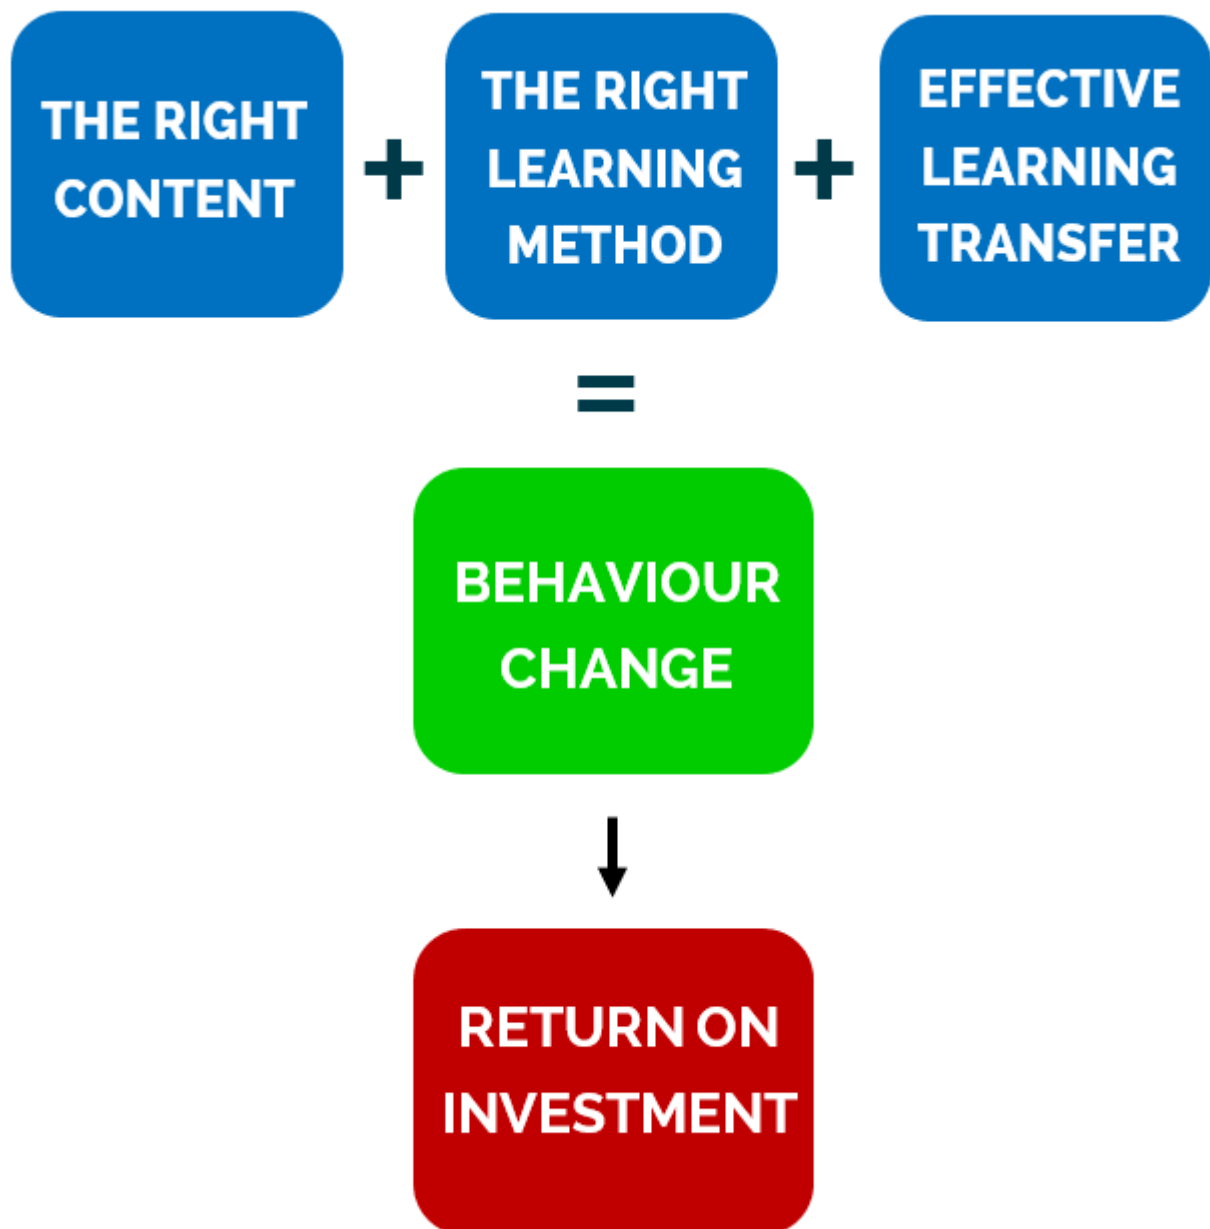 THE RIGHT
CONTENT
+
THE RIGHT
LEARNING
METHOD
+
EFFECTIVE
LEARNING
TRANSFER
=
BEHAVIOUR
CHANGE
RETURN ON
INVESTMENT